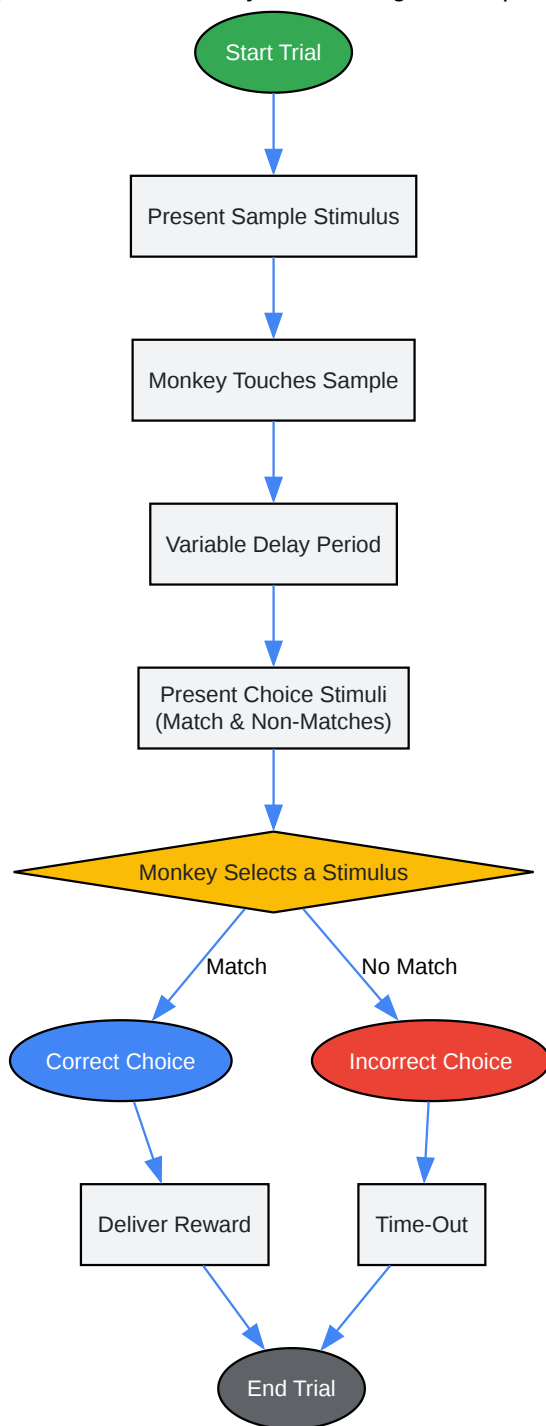 Start Trial
Present Sample Stimulus
Monkey Touches Sample
Variable Delay Period
Present Choice Stimuli
(Match & Non-Matches)
Monkey Selects a Stimulus
Match
No Match
Correct Choice
Incorrect Choice
Deliver Reward
Time-Out
End Trial